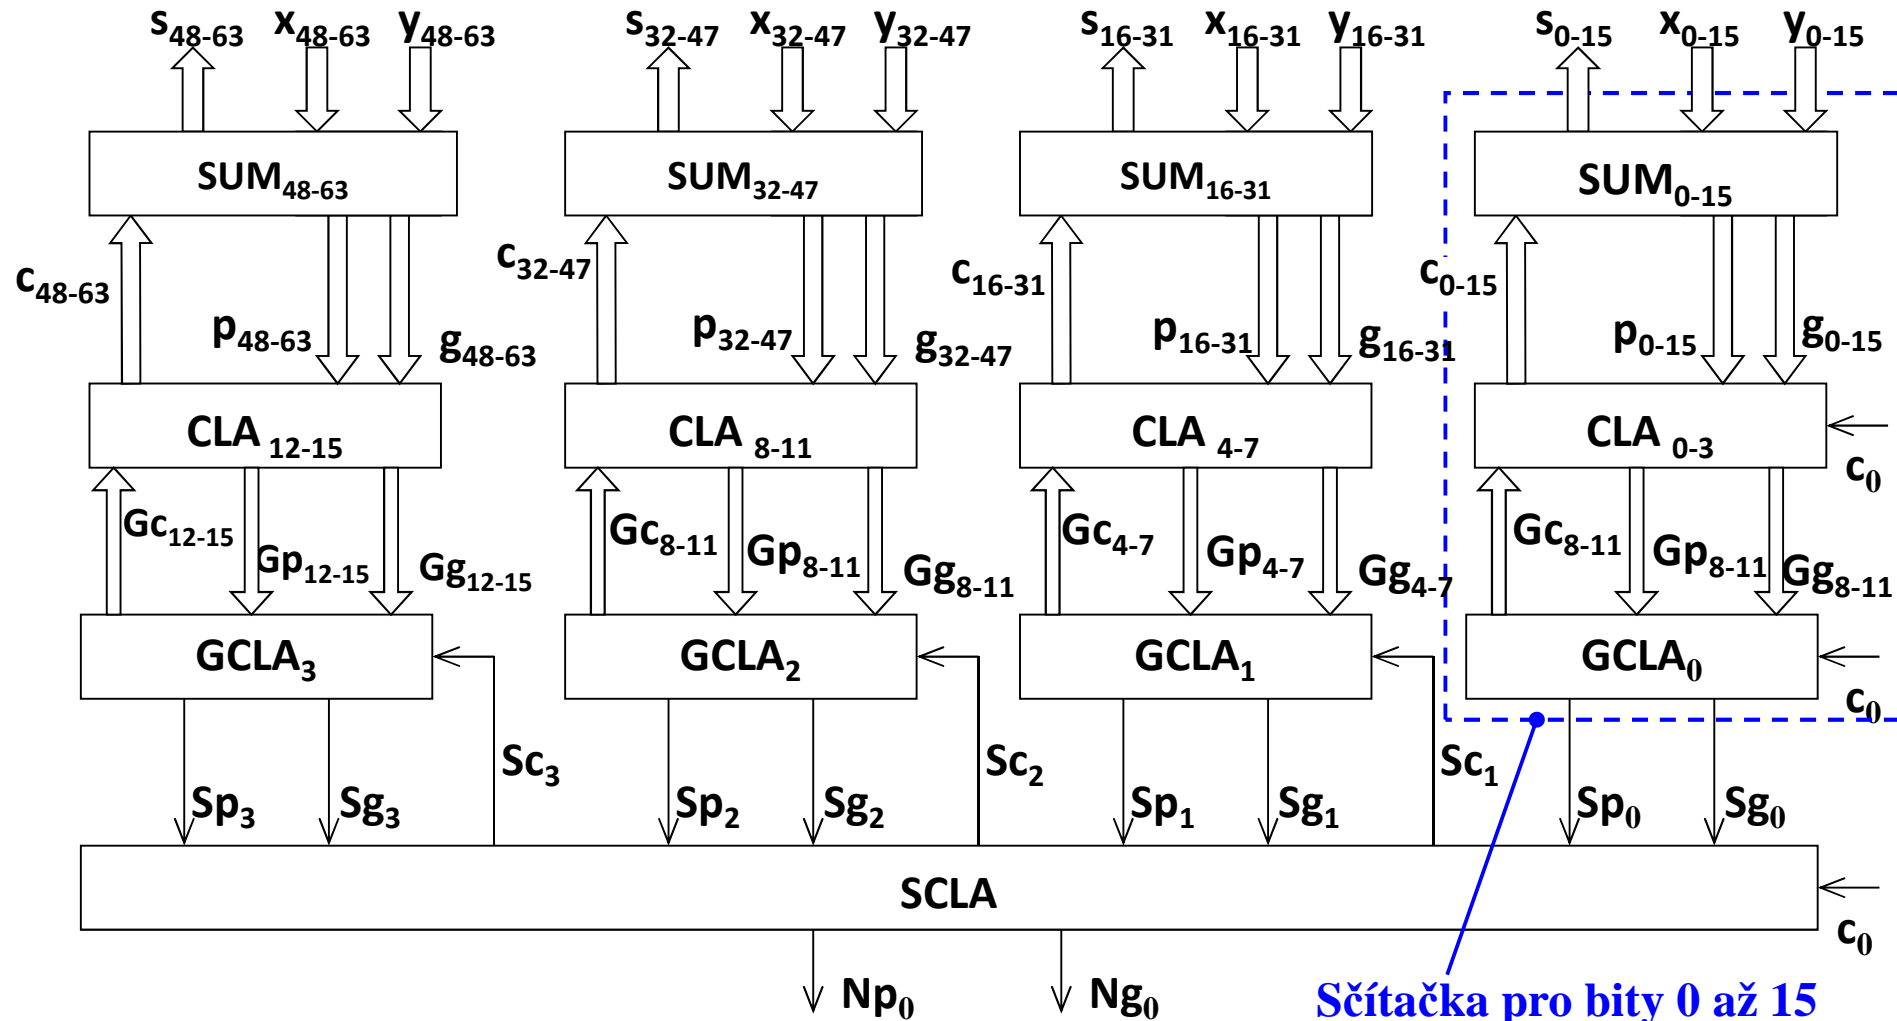 s48-63 x48-63 y48-63 s32-47 x32-47 y32-47 s16-31 x16-31 y16-31 s0-15 x0-15 y0-15
SUM48-63 SUM32-47 SUM16-31 SUM0-15
c48-63 c32-47 c16-31 c0-15
p48-63 g48-63 p32-47 g32-47 p16-31 g16-31 p0-15 g0-15
CLA 12-15 CLA 8-11 CLA 4-7 CLA 0-3
c0
Gc12-15 Gp12-15 Gg12-15 Gc8-11 Gp8-11 Gg8-11 Gc4-7 Gp4-7 Gg4-7 Gc8-11 Gp8-11 Gg8-11
GCLA3 GCLA2 GCLA1 GCLA0
c0
Sc3 Sc2 Sc1
Sp3 Sg3 Sp2 Sg2 Sp1 Sg1 Sp0 Sg0
SCLA
c0
Np0 Ng0
Sčítačka pro bity 0 až 15